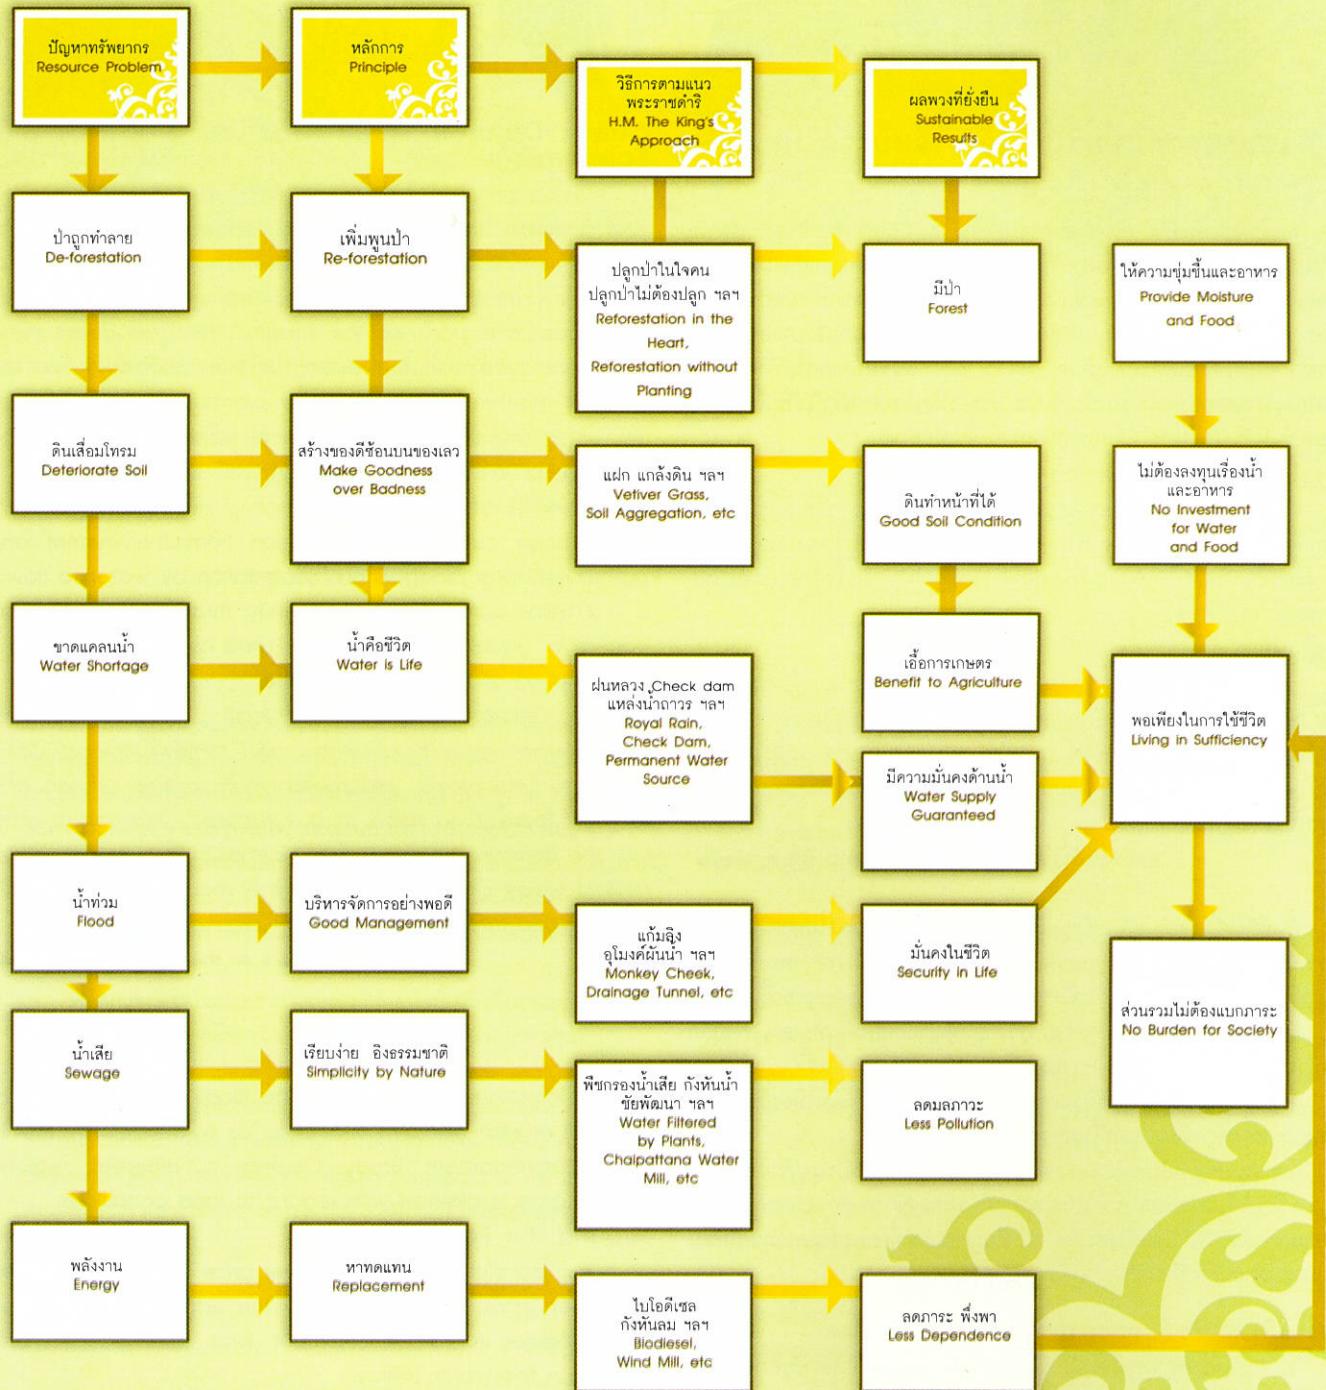 ปัญหาทรัพยากร
Resource Problem
หลักการ
Principle
วิธีการตามแนว
พระราชดำริ
H.M. The King's
Approach
ผลพวงที่ยั่งยืน
Sustainable
Results
ป่าถูกทำลาย
De-forestation
เพิ่มพูนป่า
Re-forestation
ปลูกป่าในใจคน
ปลูกป่าไม่ต้องปลูก ฯลฯ
Reforestation in the
Heart,
Reforestation without
Planting
มีป่า
Forest
ให้ความชุ่มชื้นและอาหาร
Provide Moisture
and Food
ดินเสื่อมโทรม
Deteriorate Soil
สร้างของดีซ้อนบนของเลว
Make Goodness
over Badness
แฝก แกล้งดิน ฯลฯ
Vetiver Grass,
Soil Aggregation, etc
ดินทำหน้าที่ได้
Good Soil Condition
ไม่ต้องลงทุนเรื่องน้ำ
และอาหาร
No Investment
for Water
and Food
ขาดแคลนน้ำ
Water Shortage
น้ำคือชีวิต
Water is Life
ฝนหลวง Check dam
แหล่งน้ำถาวร ฯลฯ
Royal Rain,
Check Dam,
Permanent Water
Source
เอื้อการเกษตร
Benefit to Agriculture
มีความมั่นคงด้านน้ำ
Water Supply
Guaranteed
พอเพียงในการใช้ชีวิต
Living in Sufficiency
น้ำท่วม
Flood
บริหารจัดการอย่างพอดี
Good Management
แก้มลิง
อุโมงค์ผันน้ำ ฯลฯ
Monkey Cheek,
Drainage Tunnel, etc
มั่นคงในชีวิต
Security in Life
ส่วนรวมไม่ต้องแบกภาระ
No Burden for Society
น้ำเสีย
Sewage
เรียบง่าย อิงธรรมชาติ
Simplicity by Nature
พืชกรองน้ำเสีย กังหันน้ำ
ชัยพัฒนา ฯลฯ
Water Filtered
by Plants,
Chaipattana Water
Mill, etc
ลดมลภาวะ
Less Pollution
พลังงาน
Energy
หาทดแทน
Replacement
ไบโอดีเซล
กังหันลม ฯลฯ
Biodiesel,
Wind Mill, etc
ลดภาระ พึ่งพา
Less Dependence